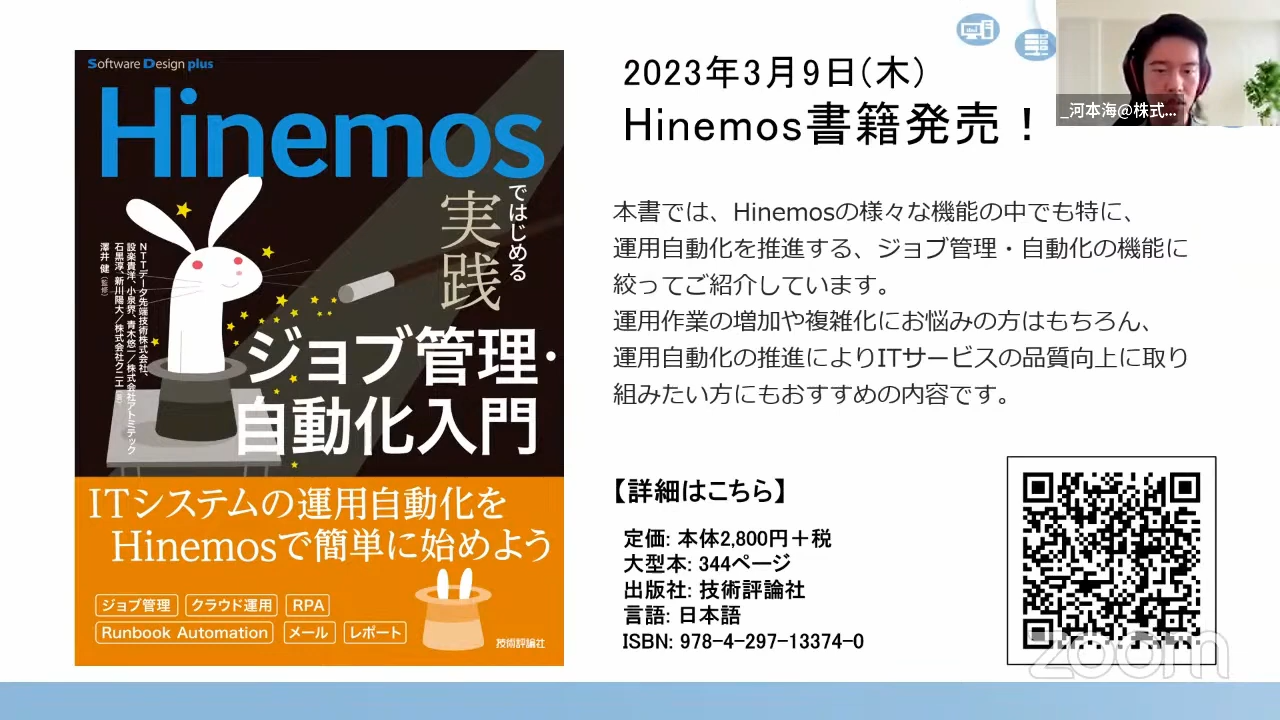 Software Design plus
Hinemos
ではじめる
実践
ジョブ管理・
自動化入門
NTTデータ先端技術株式会社、
設楽貴洋、小泉界、青木悠一／株式会社アトミテック
石黒淳、新川陽大／株式会社クニエ［著］
澤井 健［監修］
ITシステムの運用自動化を
Hinemosで簡単に始めよう
ジョブ管理 クラウド運用 RPA
Runbook Automation メール レポート
技術評論社
2023年3月9日(木)
Hinemos書籍発売！
_河本海@株式...
本書では、Hinemosの様々な機能の中でも特に、
運用自動化を推進する、ジョブ管理・自動化の機能に
絞ってご紹介しています。
運用作業の増加や複雑化にお悩みの方はもちろん、
運用自動化の推進によりITサービスの品質向上に取り
組みたい方にもおすすめの内容です。
【詳細はこちら】
定価: 本体2,800円＋税
大型本: 344ページ
出版社: 技術評論社
言語: 日本語
ISBN: 978-4-297-13374-0
zoom